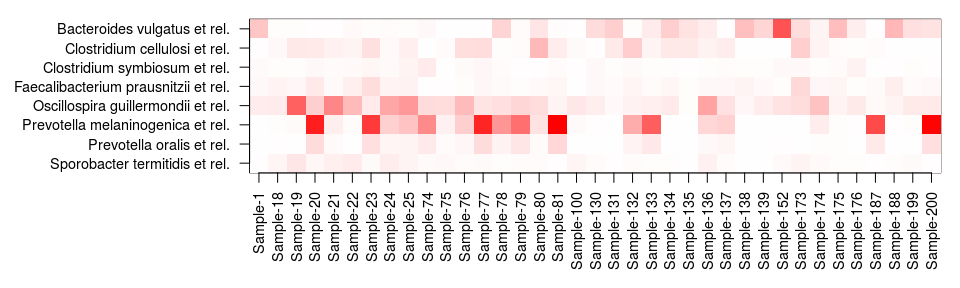 Bacteroides vulgatus et rel.
Clostridium cellulosi et rel.
Clostridium symbiosum et rel.
Faecalibacterium prausnitzii et rel.
Oscillospira guillermondii et rel.
Prevotella melaninogenica et rel.
Prevotella oralis et rel.
Sporobacter termitidis et rel.
Sample-1
Sample-18
Sample-19
Sample-20
Sample-21
Sample-22
Sample-23
Sample-24
Sample-25
Sample-74
Sample-75
Sample-76
Sample-77
Sample-78
Sample-79
Sample-80
Sample-81
Sample-100
Sample-130
Sample-131
Sample-132
Sample-133
Sample-134
Sample-135
Sample-136
Sample-137
Sample-138
Sample-139
Sample-152
Sample-173
Sample-174
Sample-175
Sample-176
Sample-187
Sample-188
Sample-199
Sample-200